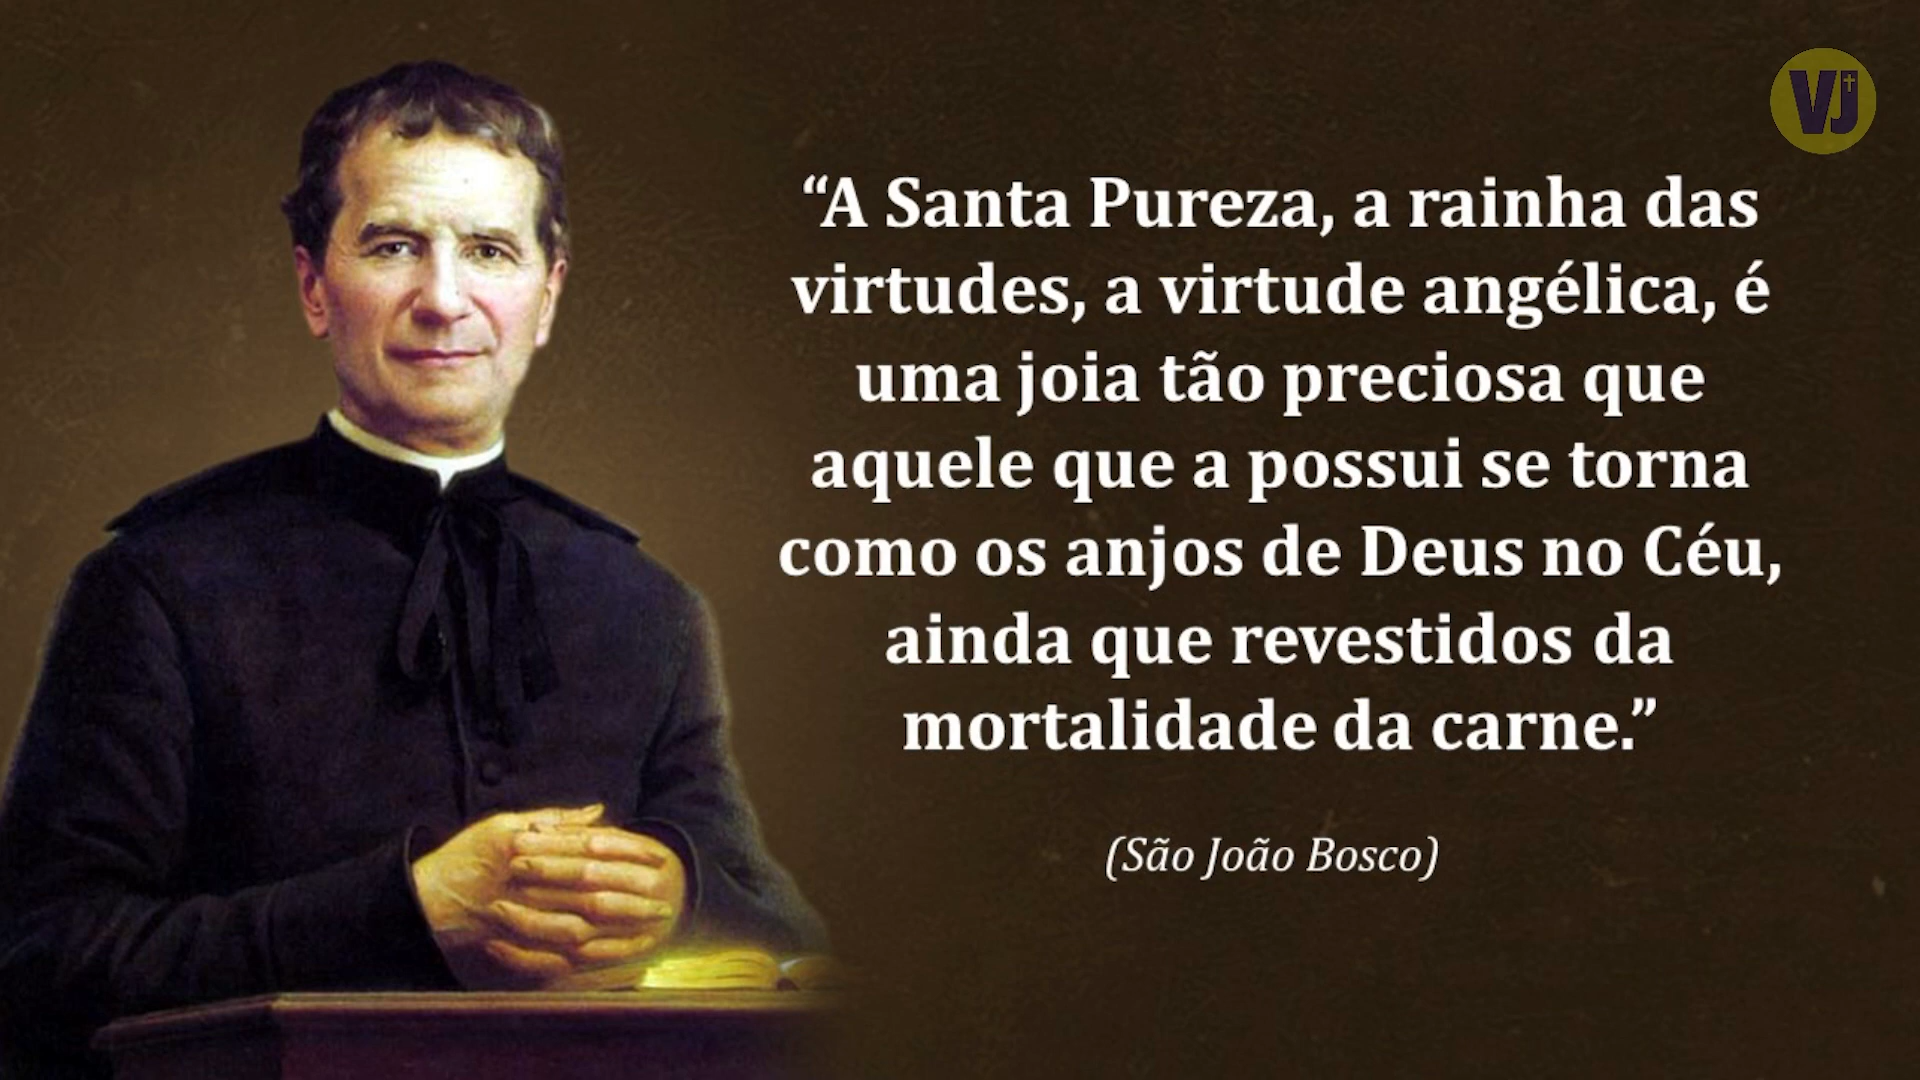 VJ
“A Santa Pureza, a rainha das
virtudes, a virtude angélica, é
uma joia tão preciosa que
aquele que a possui se torna
como os anjos de Deus no Céu,
ainda que revestidos da
mortalidade da carne.”
(São João Bosco)